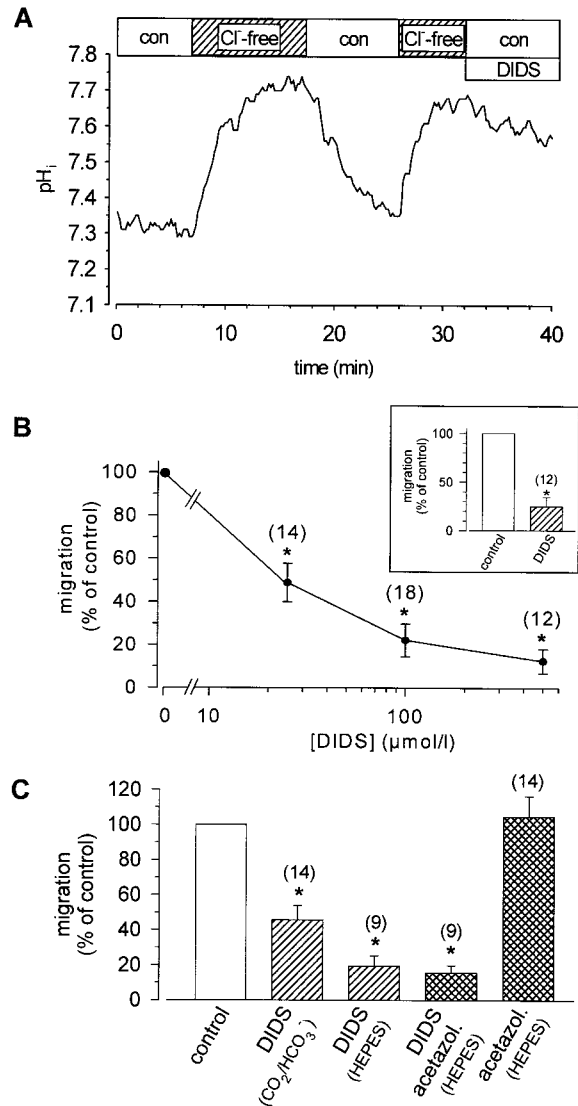 A
con
Cl⁻-free
con
Cl⁻-free
con
DIDS
7.8
7.7
7.6
7.5
7.4
7.3
7.2
7.1
pHi
0
10
20
30
40
time (min)
B
100
80
60
40
20
0
migration
(% of control)
(14)
*
(18)
*
(12)
*
0
10
100
[DIDS] (µmol/l)
100
50
0
migration
(% of control)
(12)
*
control
DIDS
C
120
100
80
60
40
20
0
migration
(% of control)
(14)
*
(9)
*
(9)
*
(14)
control
DIDS
(CO₂/HCO₃⁻)
DIDS
(HEPES)
DIDS
acetazol.
(HEPES)
acetazol.
(HEPES)